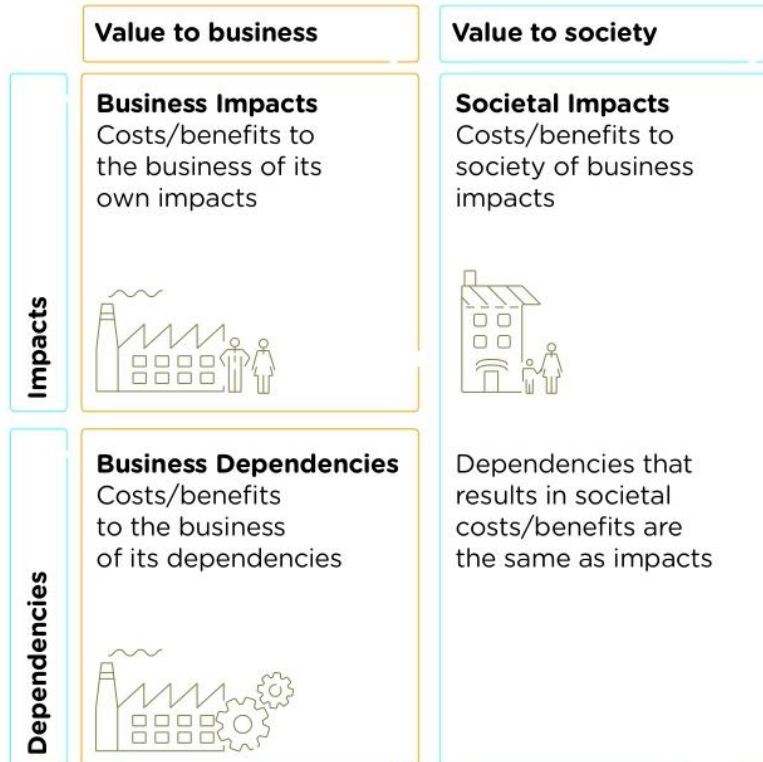 Value to business
Value to society
Impacts
Business Impacts
Costs/benefits to
the business of its
own impacts
Societal Impacts
Costs/benefits to
society of business
impacts
Dependencies
Business Dependencies
Costs/benefits
to the business
of its dependencies
Dependencies that
results in societal
costs/benefits are
the same as impacts